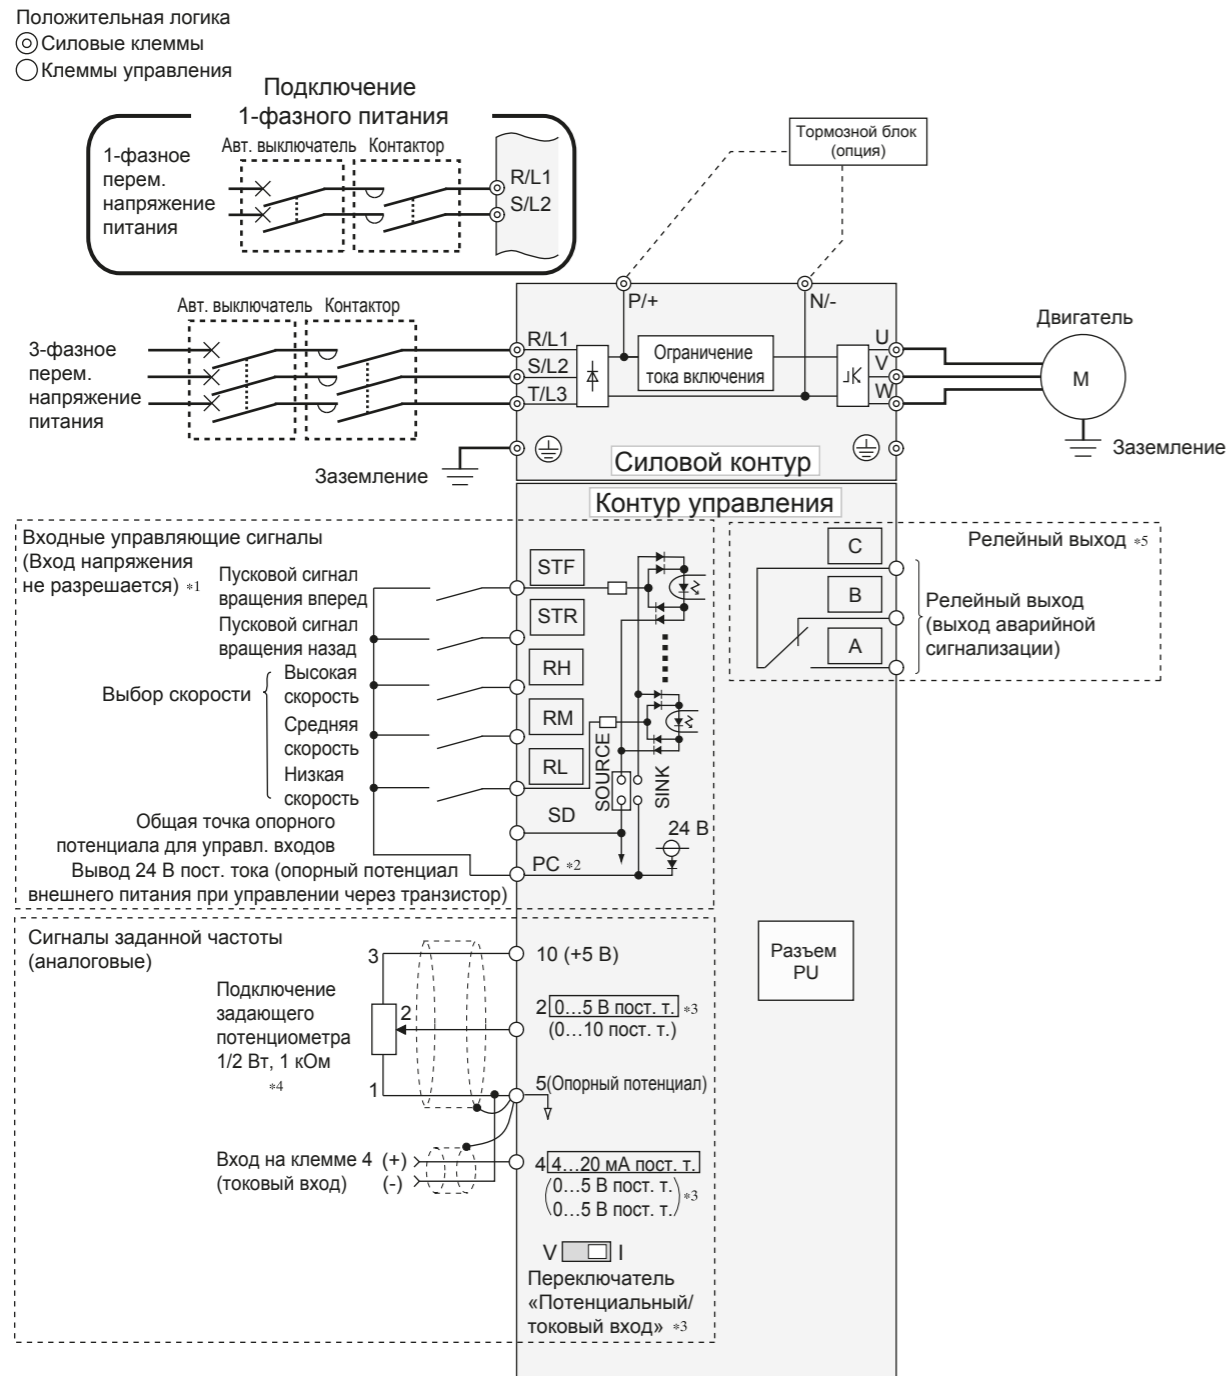 Положительная логика
Силовые клеммы
Клеммы управления
Подключение
1-фазного питания
Авт. выключатель
Контактор
1-фазное
перем.
напряжение
питания
R/L1
S/L2
Тормозной блок
(опция)
P/+
N/-
Авт. выключатель
Контактор
3-фазное
перем.
напряжение
питания
R/L1
S/L2
T/L3
Ограничение
тока включения
U
V
W
Двигатель
M
Заземление
Заземление
Силовой контур
Контур управления
Входные управляющие сигналы
(Вход напряжения
не разрешается) *1
Пусковой сигнал
вращения вперед
Пусковой сигнал
вращения назад
Выбор скорости
Высокая
скорость
Средняя
скорость
Низкая
скорость
Общая точка опорного
потенциала для управл. входов
Вывод 24 В пост. тока (опорный потенциал
внешнего питания при управлении через транзистор)
STF
STR
RH
RM
RL
SD
PC *2
SOURCE
SINK
24 В
Релейный выход *5
C
B
A
Релейный выход
(выход аварийной
сигнализации)
Сигналы заданной частоты
(аналоговые)
Подключение
задающего
потенциометра
1/2 Вт, 1 кОм
*4
3
2
1
10 (+5 В)
2 0…5 В пост. т. *3
(0…10 пост. т.)
5(Опорный потенциал)
Вход на клемме 4 (+)
(токовый вход) (-)
4 4…20 мА пост. т.
(0…5 В пост. т.
0…5 В пост. т.) *3
V I
Переключатель
«Потенциальный/
токовый вход» *3
Разъем
PU